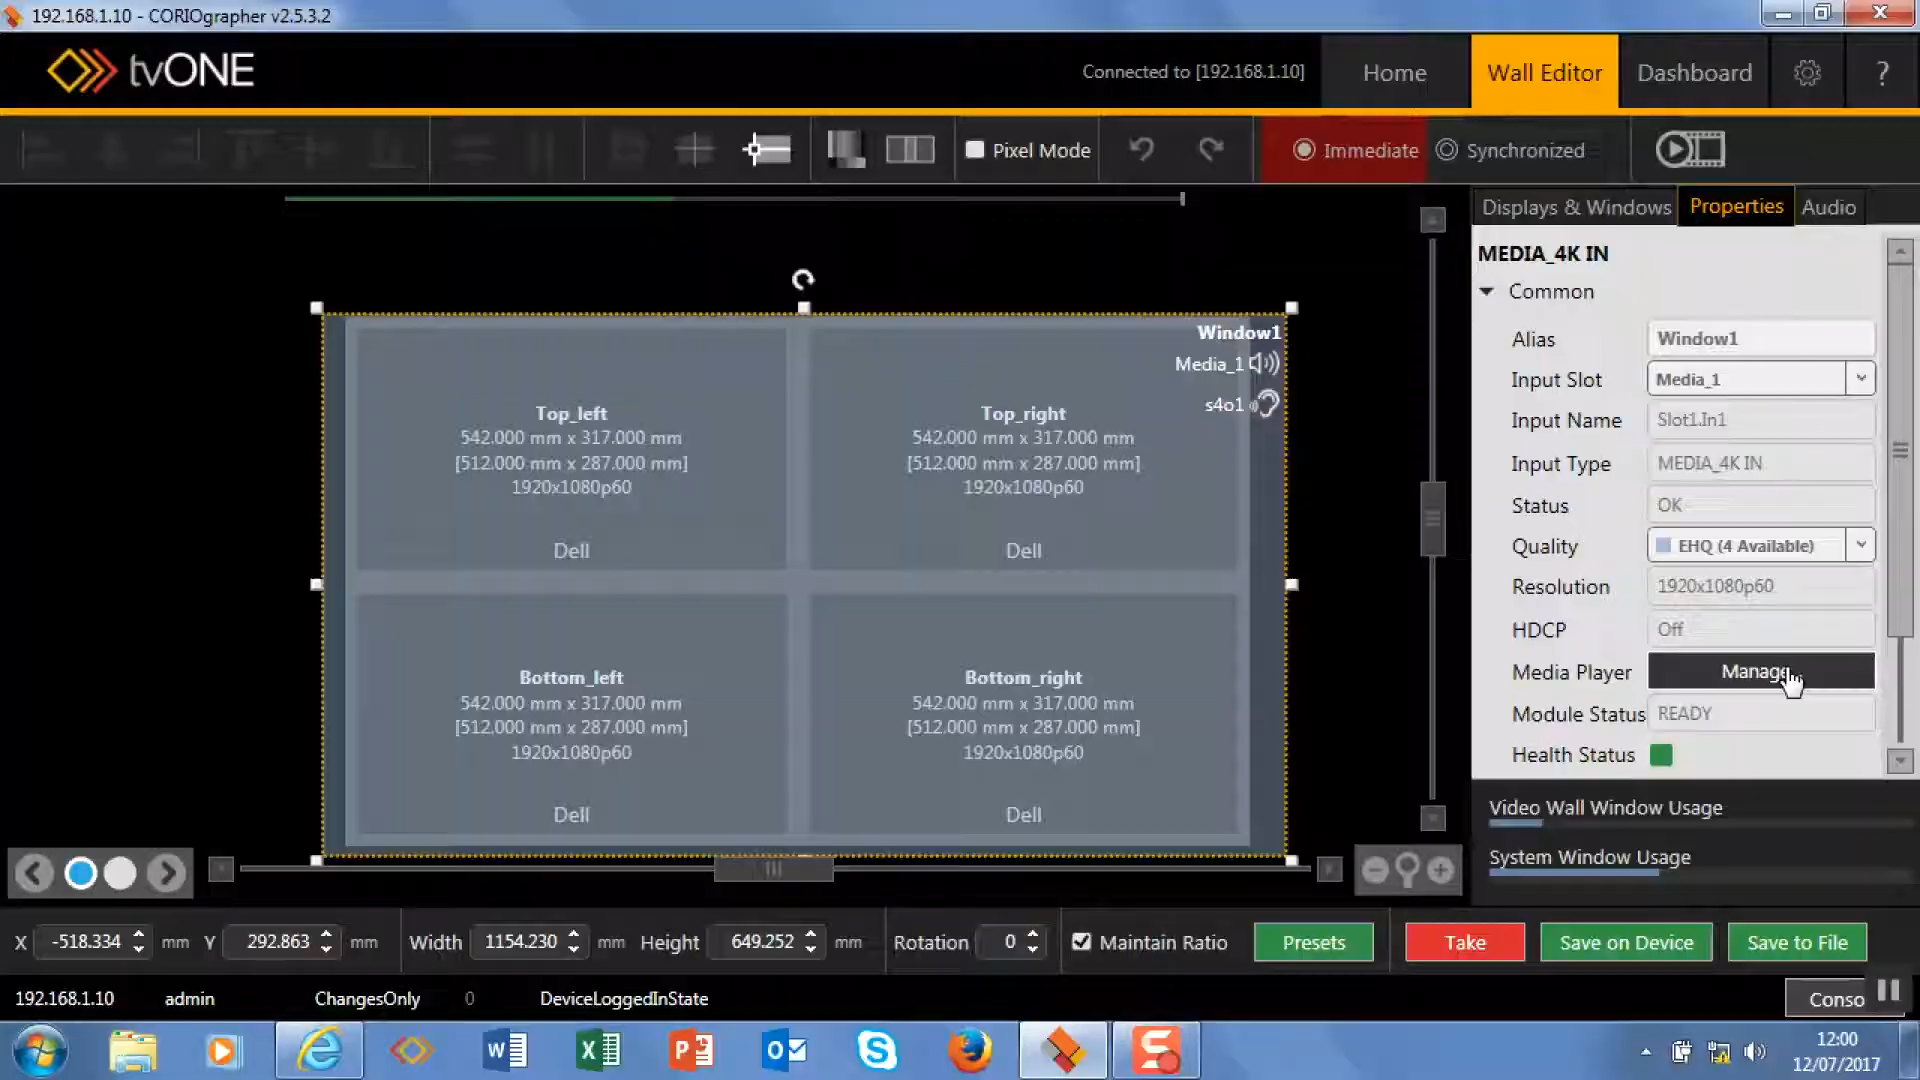 192.168.1.10 - CORIOgrapher v2.5.3.2
tvONE
Connected to [192.168.1.10]
Home
Wall Editor
Dashboard
?
Pixel Mode
Immediate
Synchronized
Displays & Windows
Properties
Audio
MEDIA_4K IN
Common
Alias
Window1
Input Slot
Media_1
Input Name
Slot1.In1
Input Type
MEDIA_4K IN
Status
OK
Quality
EHQ (4 Available)
Resolution
1920x1080p60
HDCP
Off
Media Player
Manage
Module Status
READY
Health Status
Video Wall Window Usage
System Window Usage
Window1
Media_1
s4o1
Top_left
542.000 mm x 317.000 mm
[512.000 mm x 287.000 mm]
1920x1080p60
Dell
Top_right
542.000 mm x 317.000 mm
[512.000 mm x 287.000 mm]
1920x1080p60
Dell
Bottom_left
542.000 mm x 317.000 mm
[512.000 mm x 287.000 mm]
1920x1080p60
Dell
Bottom_right
542.000 mm x 317.000 mm
[512.000 mm x 287.000 mm]
1920x1080p60
Dell
X -518.334 mm Y 292.863 mm Width 1154.230 mm Height 649.252 mm Rotation 0 Maintain Ratio
Presets
Take
Save on Device
Save to File
192.168.1.10 admin ChangesOnly 0 DeviceLoggedInState
Conso
12:00
12/07/2017